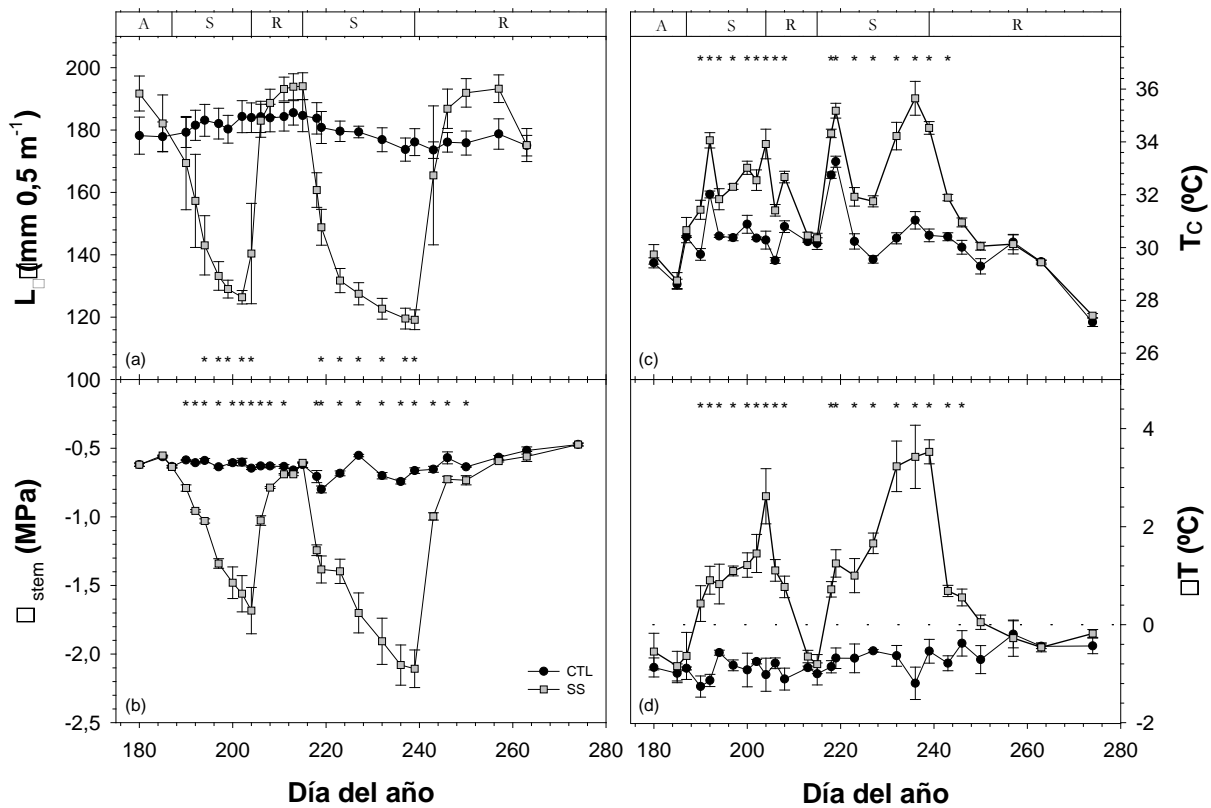 A S R S R
A S R S R
200
180
160
140
120
100
L□(mm 0,5 m⁻¹)
(a)
* * * * *
* * * * * *
36
34
32
30
28
26
TC (ºC)
(c)
* * * * * * * * *
** * * * * * *
-0,5
-1,0
-1,5
-2,0
-2,5
□stem (MPa)
(b)
* * * * * * * * * *
** * * * * * * * *
CTL
SS
4
2
0
-2
□T (ºC)
(d)
* * * * * * * * *
** * * * * * * *
180 200 220 240 260 280
180 200 220 240 260 280
Día del año
Día del año